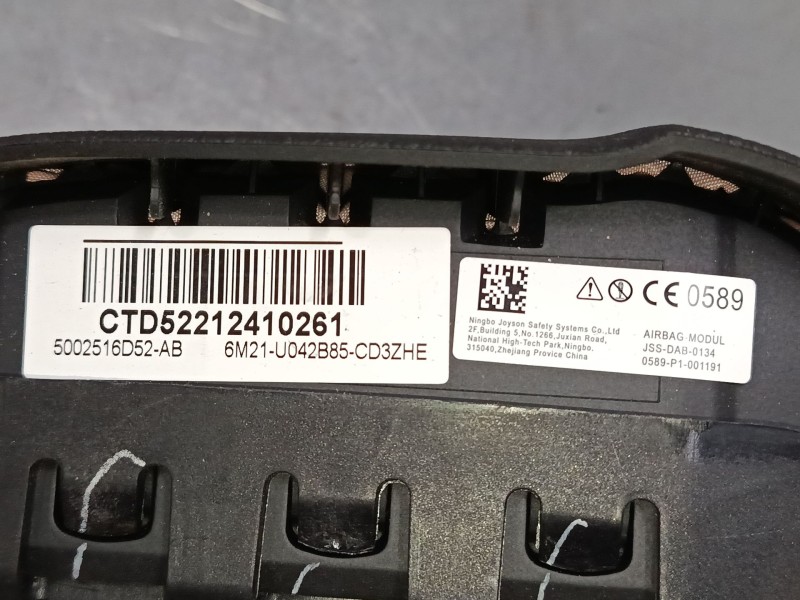 CTD52212410261
5002516D52-AB 6M21-U042B85-CD3ZHE
CE 0589
Ningbo Joyson Safety Systems Co.,Ltd
2F,Building 5,No.1266,Juxian Road,
National High-Tech Park,Ningbo.
315040,Zhejiang Provice China
AIRBAG MODUL
JSS-DAB-0134
0589-P1-001191